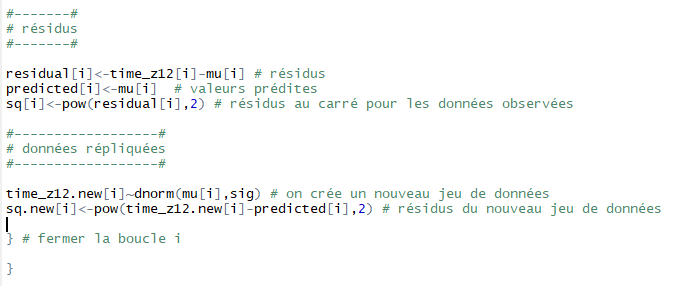 #-------#
# résidus
#-------#
residual[i]<-time_z12[i]-mu[i] # résidus
predicted[i]<-mu[i]  # valeurs prédites
sq[i]<-pow(residual[i],2) # résidus au carré pour les données observées
#------------------#
# données répliquées
#------------------#
time_z12.new[i]~dnorm(mu[i],sig) # on crée un nouveau jeu de données
sq.new[i]<-pow(time_z12.new[i]-predicted[i],2) # résidus du nouveau jeu de données
} # fermer la boucle i
}